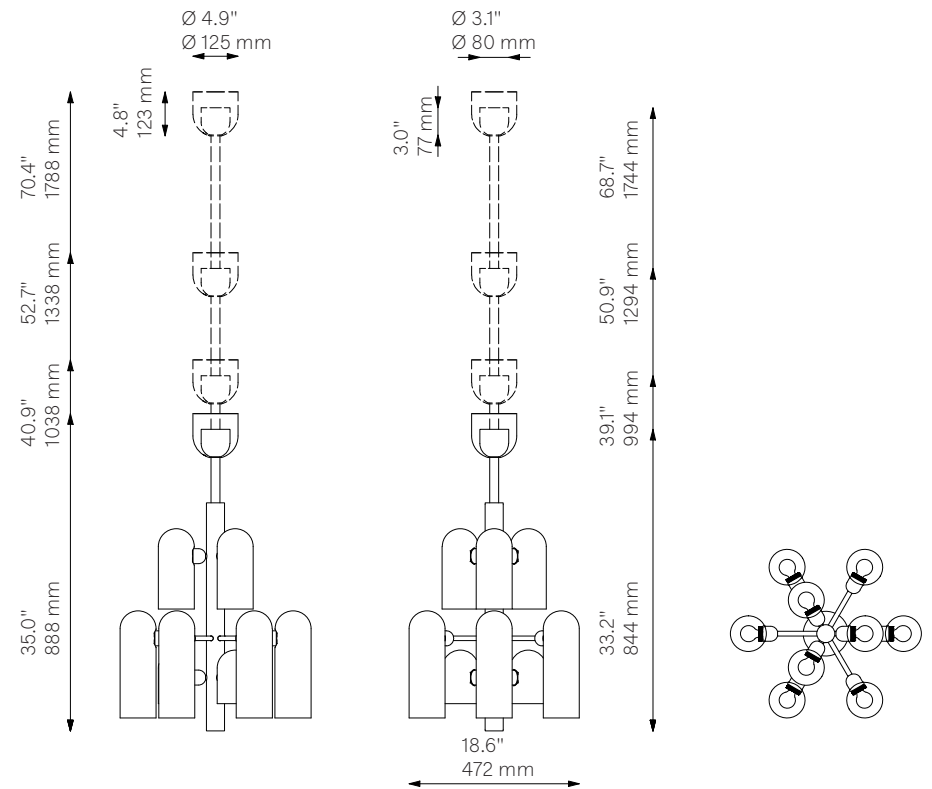 Ø 4.9"
Ø 125 mm
Ø 3.1"
Ø 80 mm
4.8"
123 mm
3.0"
77 mm
70.4"
1788 mm
68.7"
1744 mm
52.7"
1338 mm
50.9"
1294 mm
40.9"
1038 mm
39.1"
994 mm
35.0"
888 mm
33.2"
844 mm
18.6"
472 mm